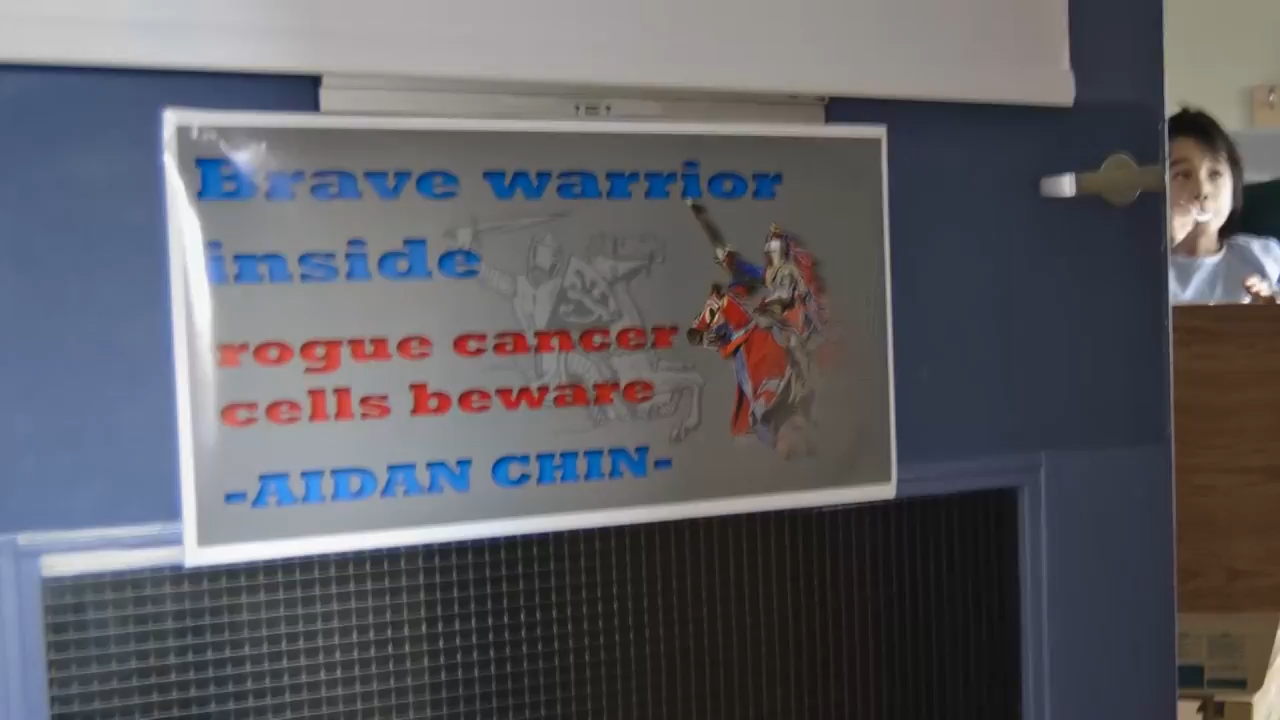 Brave warrior
inside
rogue cancer
cells beware
-AIDAN CHIN-